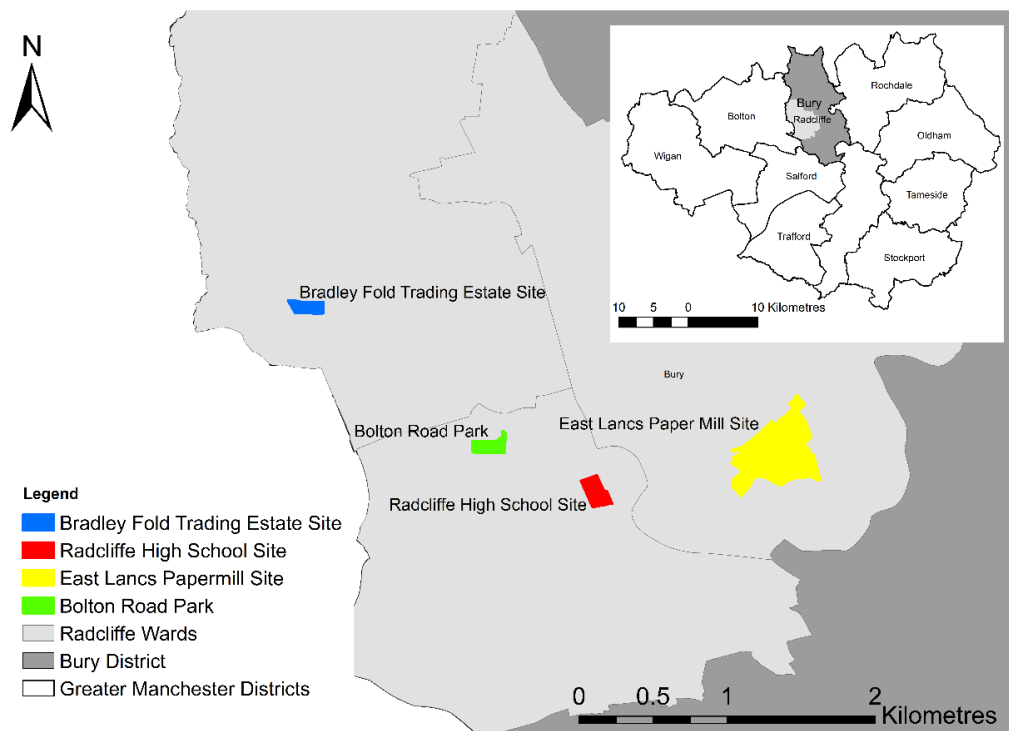 N
Bury
Radcliffe
Rochdale
Bolton
Oldham
Wigan
Salford
Tameside
Trafford
Stockport
10 5 0 10 Kilometres
Bradley Fold Trading Estate Site
Bury
East Lancs Paper Mill Site
Bolton Road Park
Radcliffe High School Site
Legend
Bradley Fold Trading Estate Site
Radcliffe High School Site
East Lancs Papermill Site
Bolton Road Park
Radcliffe Wards
Bury District
Greater Manchester Districts
0 0.5 1 2
Kilometres